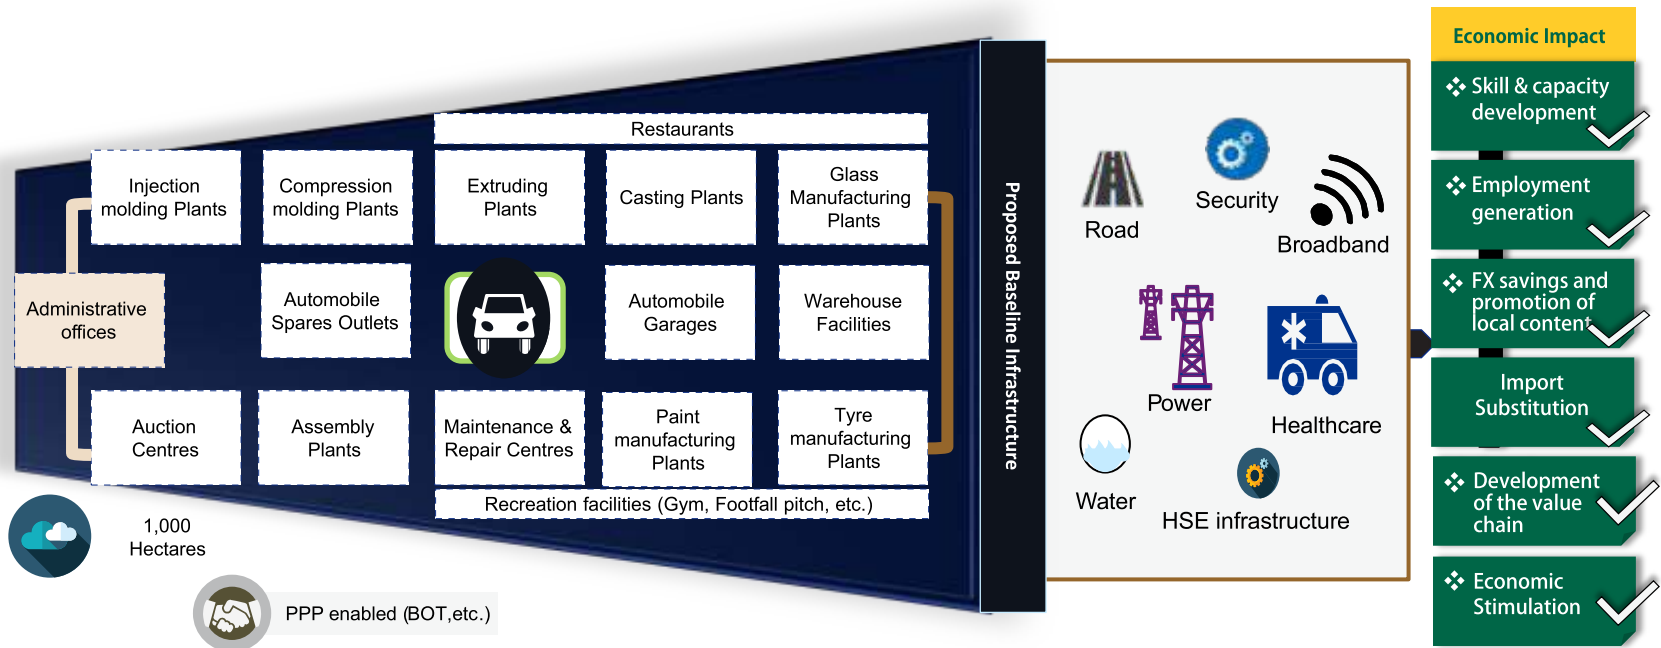 Restaurants
Injection
molding Plants
Compression
molding Plants
Extruding
Plants
Casting Plants
Glass
Manufacturing
Plants
Administrative
offices
Automobile
Spares Outlets
Automobile
Garages
Warehouse
Facilities
Auction
Centres
Assembly
Plants
Maintenance &
Repair Centres
Paint
manufacturing
Plants
Tyre
manufacturing
Plants
Recreation facilities (Gym, Footfall pitch, etc.)
1,000
Hectares
PPP enabled (BOT,etc.)
Proposed Baseline Infrastructure
Road
Security
Broadband
Power
Healthcare
Water
HSE infrastructure
Economic Impact
Skill & capacity
development
Employment
generation
FX savings and
promotion of
local content
Import
Substitution
Development
of the value
chain
Economic
Stimulation